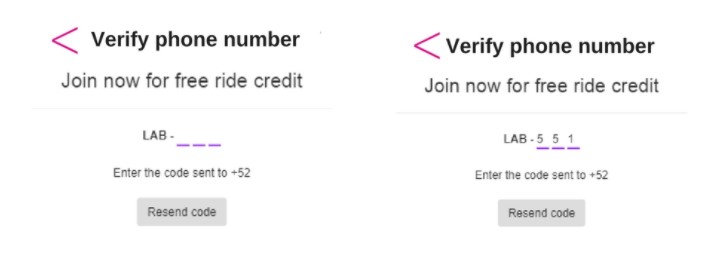 Verify phone number
Join now for free ride credit
LAB - _ _ _
Enter the code sent to +52
Resend code
Verify phone number
Join now for free ride credit
LAB - 5 5 1
Enter the code sent to +52
Resend code